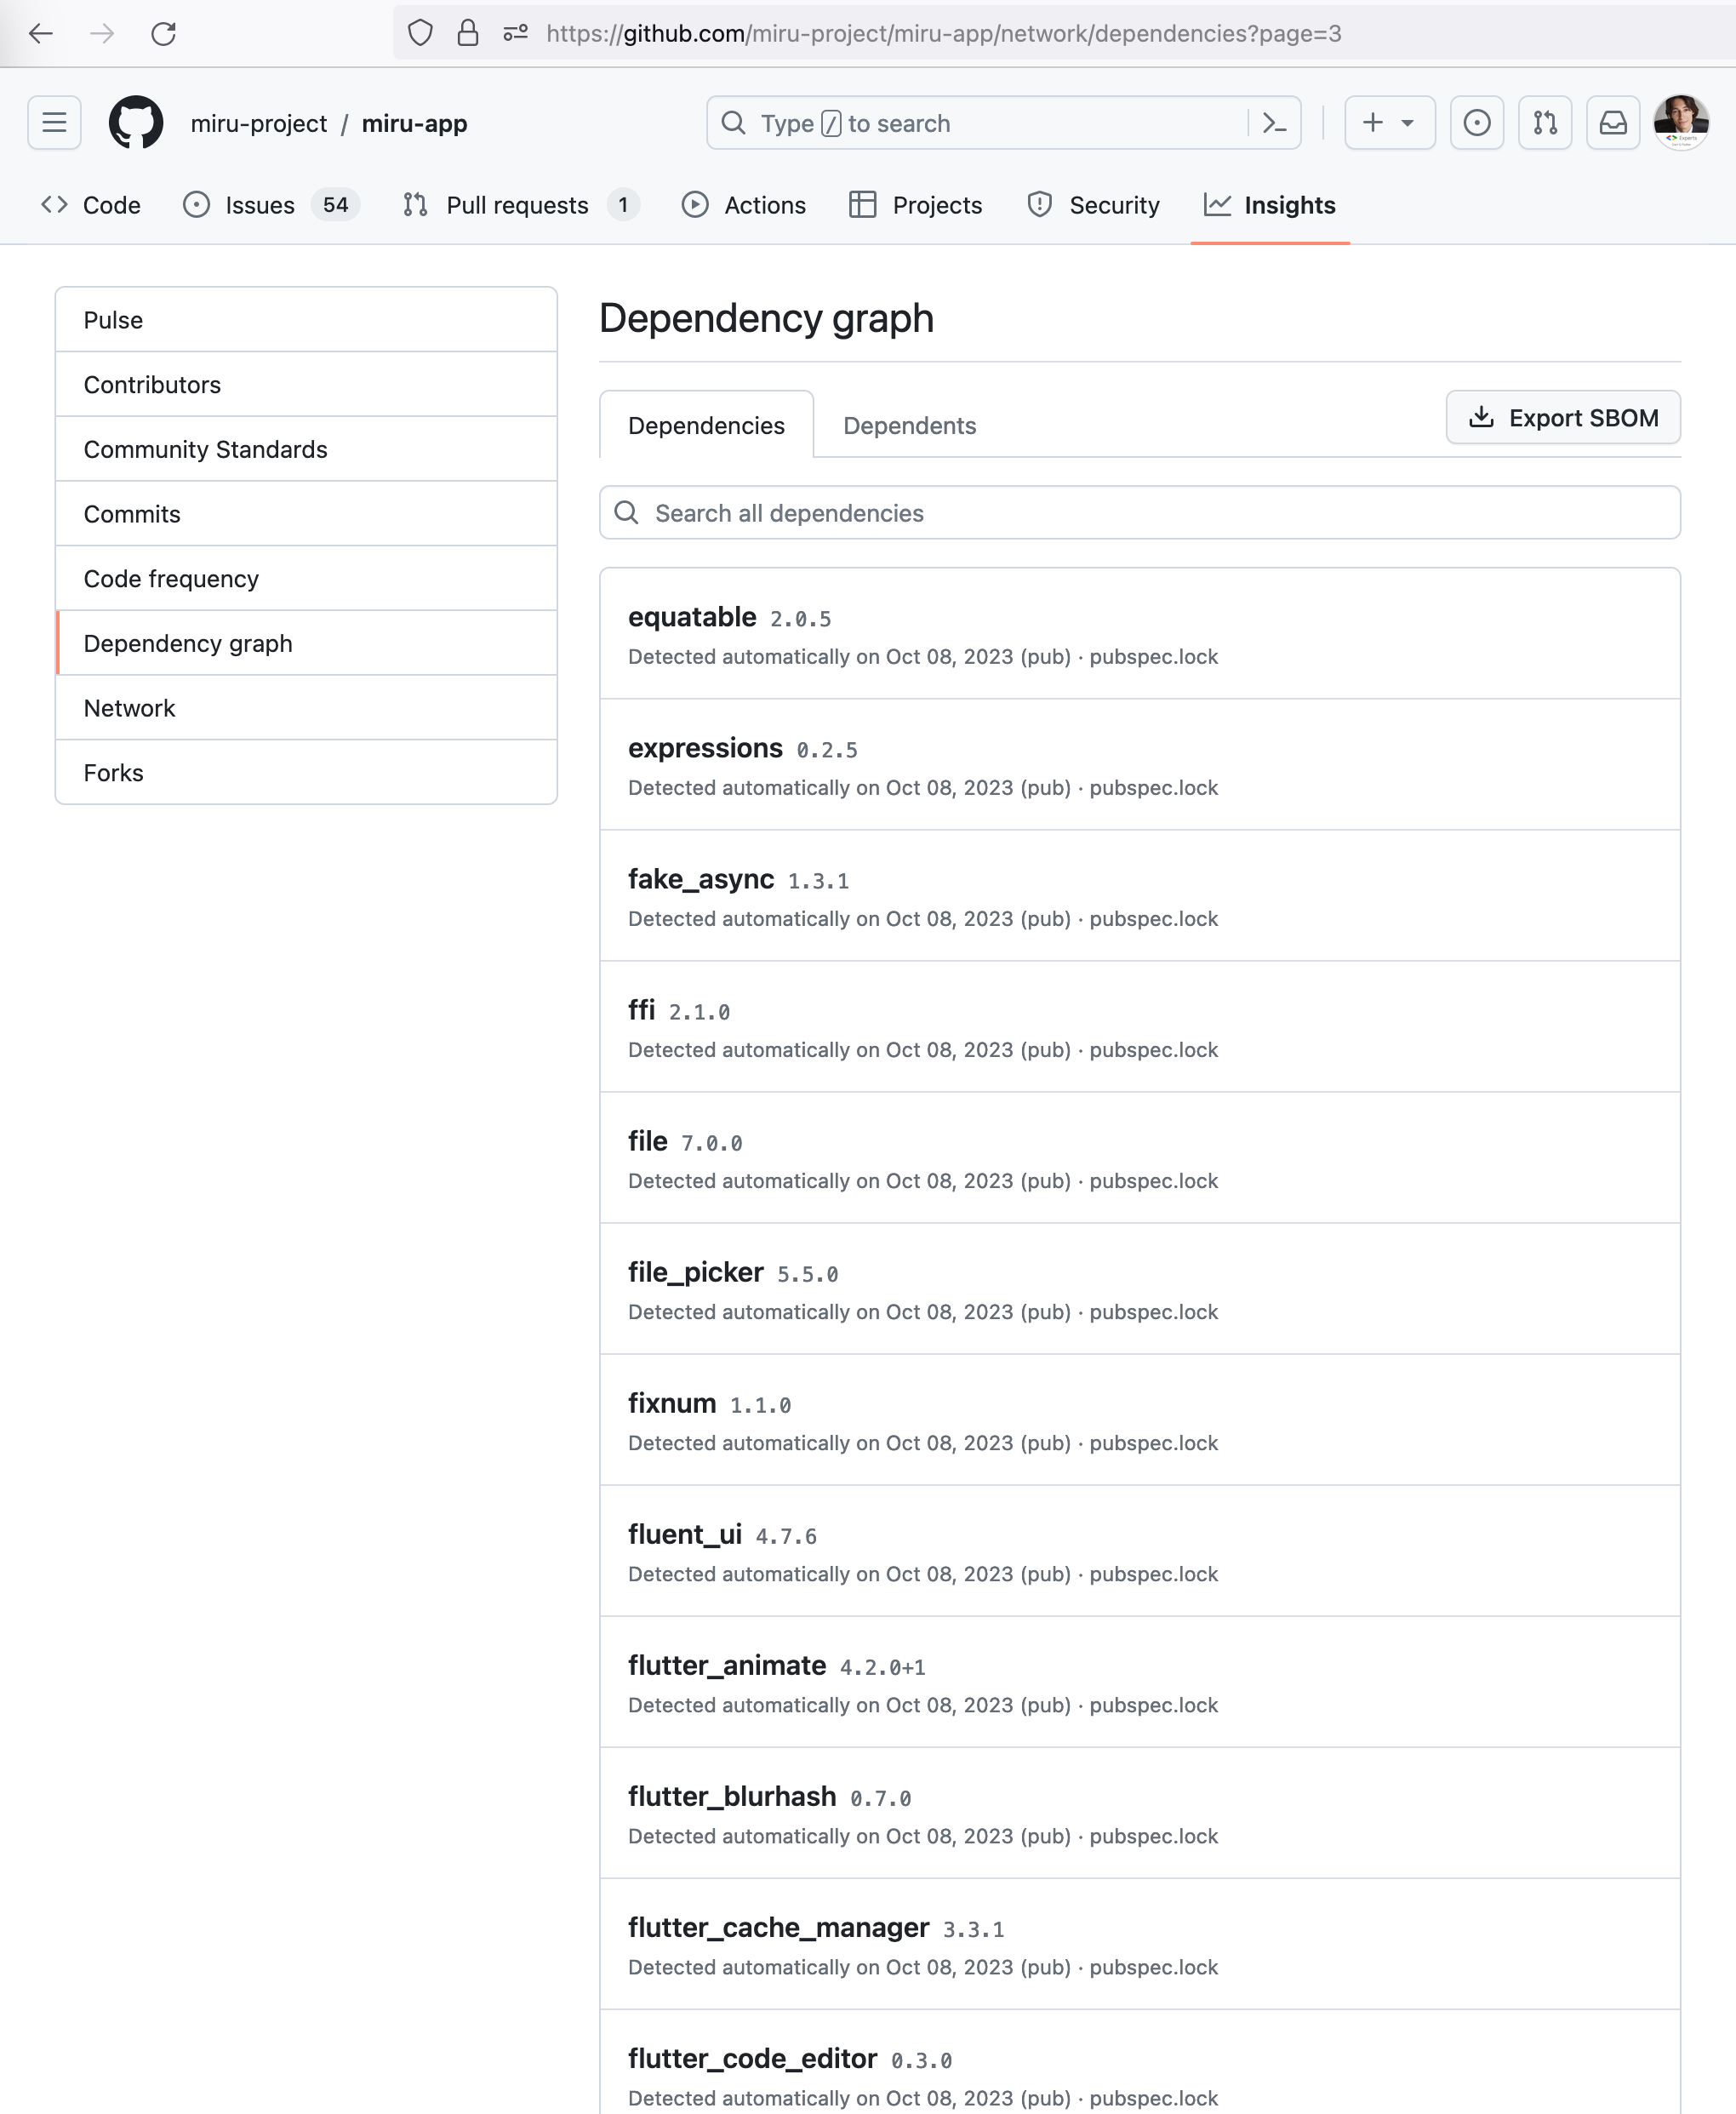 https://github.com/miru-project/miru-app/network/dependencies?page=3
miru-project / miru-app
Type / to search
Code
Issues 54
Pull requests 1
Actions
Projects
Security
Insights
Pulse
Contributors
Community Standards
Commits
Code frequency
Dependency graph
Network
Forks
Dependency graph
Dependencies
Dependents
Export SBOM
Search all dependencies
equatable 2.0.5
Detected automatically on Oct 08, 2023 (pub) · pubspec.lock
expressions 0.2.5
Detected automatically on Oct 08, 2023 (pub) · pubspec.lock
fake_async 1.3.1
Detected automatically on Oct 08, 2023 (pub) · pubspec.lock
ffi 2.1.0
Detected automatically on Oct 08, 2023 (pub) · pubspec.lock
file 7.0.0
Detected automatically on Oct 08, 2023 (pub) · pubspec.lock
file_picker 5.5.0
Detected automatically on Oct 08, 2023 (pub) · pubspec.lock
fixnum 1.1.0
Detected automatically on Oct 08, 2023 (pub) · pubspec.lock
fluent_ui 4.7.6
Detected automatically on Oct 08, 2023 (pub) · pubspec.lock
flutter_animate 4.2.0+1
Detected automatically on Oct 08, 2023 (pub) · pubspec.lock
flutter_blurhash 0.7.0
Detected automatically on Oct 08, 2023 (pub) · pubspec.lock
flutter_cache_manager 3.3.1
Detected automatically on Oct 08, 2023 (pub) · pubspec.lock
flutter_code_editor 0.3.0
Detected automatically on Oct 08, 2023 (pub) · pubspec.lock